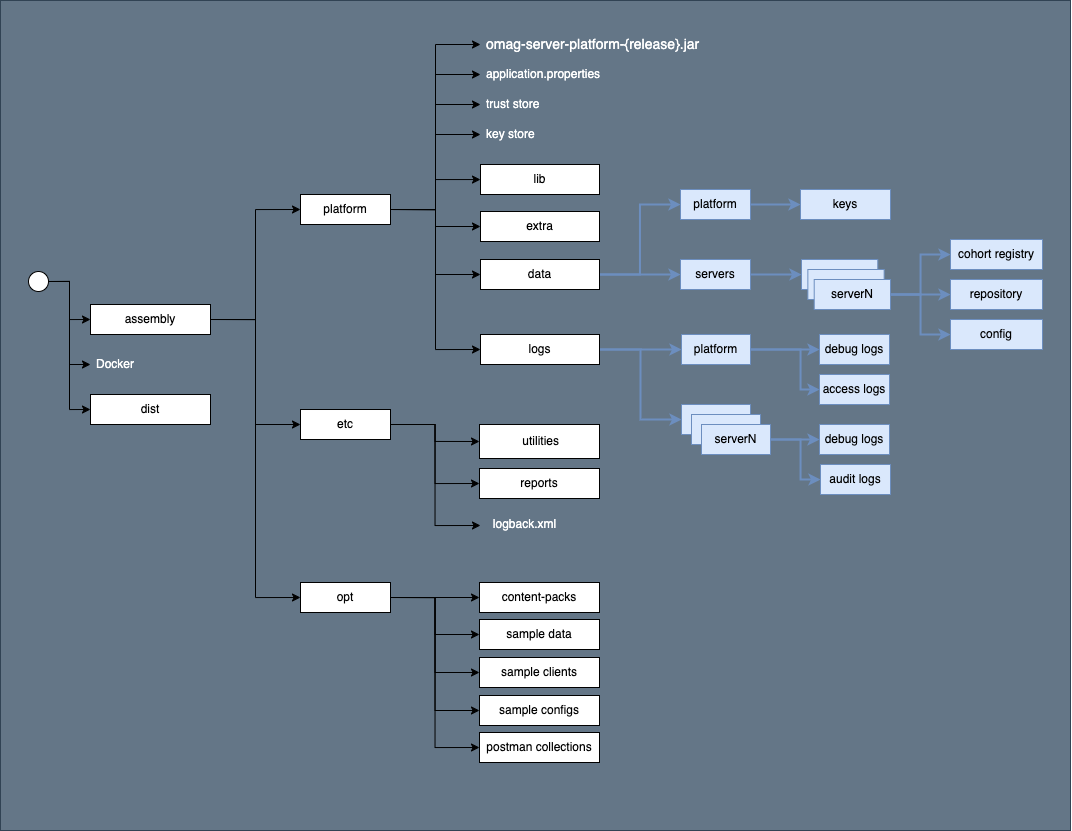 omag-server-platform-{release}.jar
application.properties
trust store
key store
lib
platform
extra
data
logs
platform
keys
servers
serverN
cohort registry
repository
config
platform
debug logs
access logs
serverN
debug logs
audit logs
assembly
Docker
dist
etc
utilities
reports
logback.xml
opt
content-packs
sample data
sample clients
sample configs
postman collections